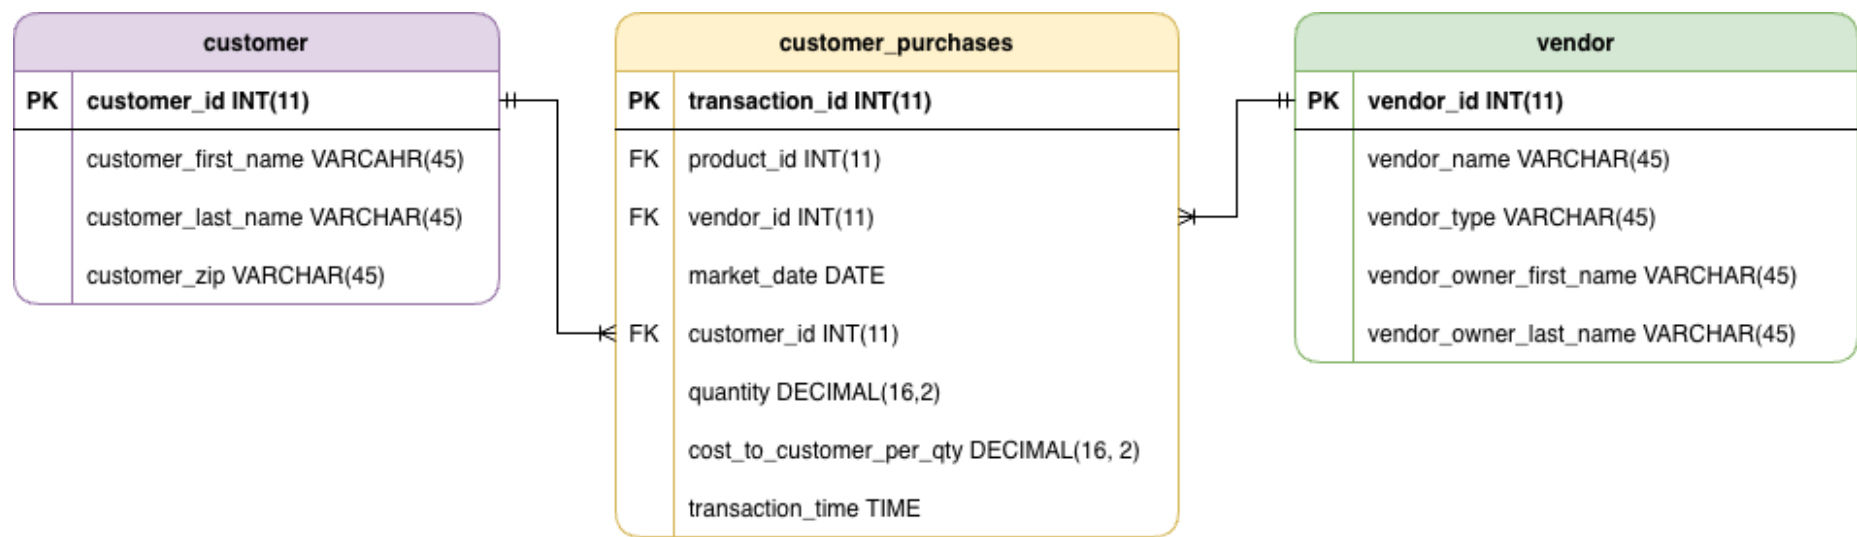 customer
PK customer_id INT(11)
customer_first_name VARCAHR(45)
customer_last_name VARCHAR(45)
customer_zip VARCHAR(45)
customer_purchases
PK transaction_id INT(11)
FK product_id INT(11)
FK vendor_id INT(11)
market_date DATE
FK customer_id INT(11)
quantity DECIMAL(16,2)
cost_to_customer_per_qty DECIMAL(16, 2)
transaction_time TIME
vendor
PK vendor_id INT(11)
vendor_name VARCHAR(45)
vendor_type VARCHAR(45)
vendor_owner_first_name VARCHAR(45)
vendor_owner_last_name VARCHAR(45)